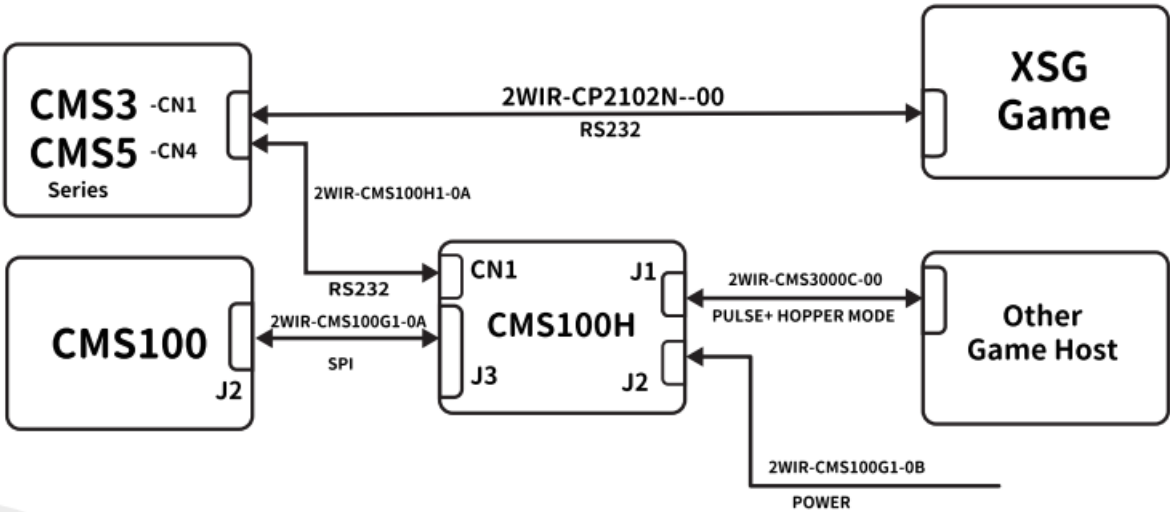 CMS3 -CN1
CMS5 -CN4
Series
2WIR-CP2102N--00
RS232
XSG
Game
2WIR-CMS100H1-0A
RS232
CMS100
J2
2WIR-CMS100G1-0A
SPI
CN1
J1
CMS100H
J3
J2
2WIR-CMS3000C-00
PULSE+ HOPPER MODE
Other
Game Host
2WIR-CMS100G1-0B
POWER